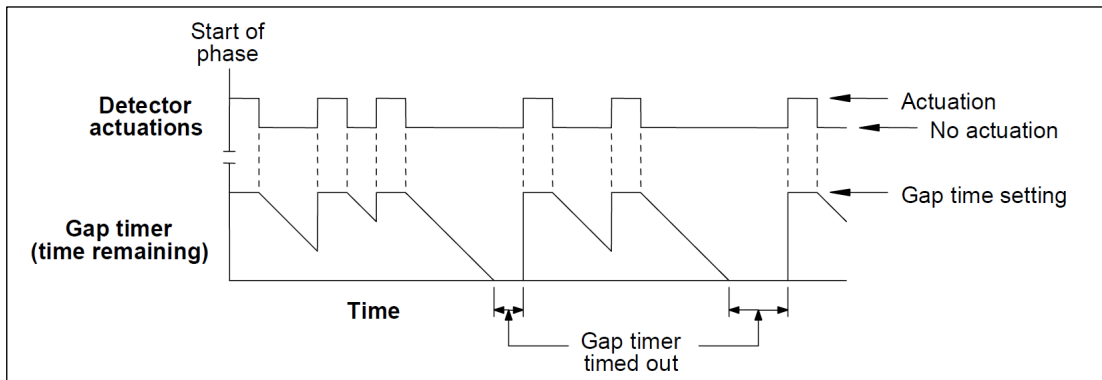 Start of
phase
Detector
actuations
Actuation
No actuation
Gap time setting
Gap timer
(time remaining)
Time
Gap timer
timed out